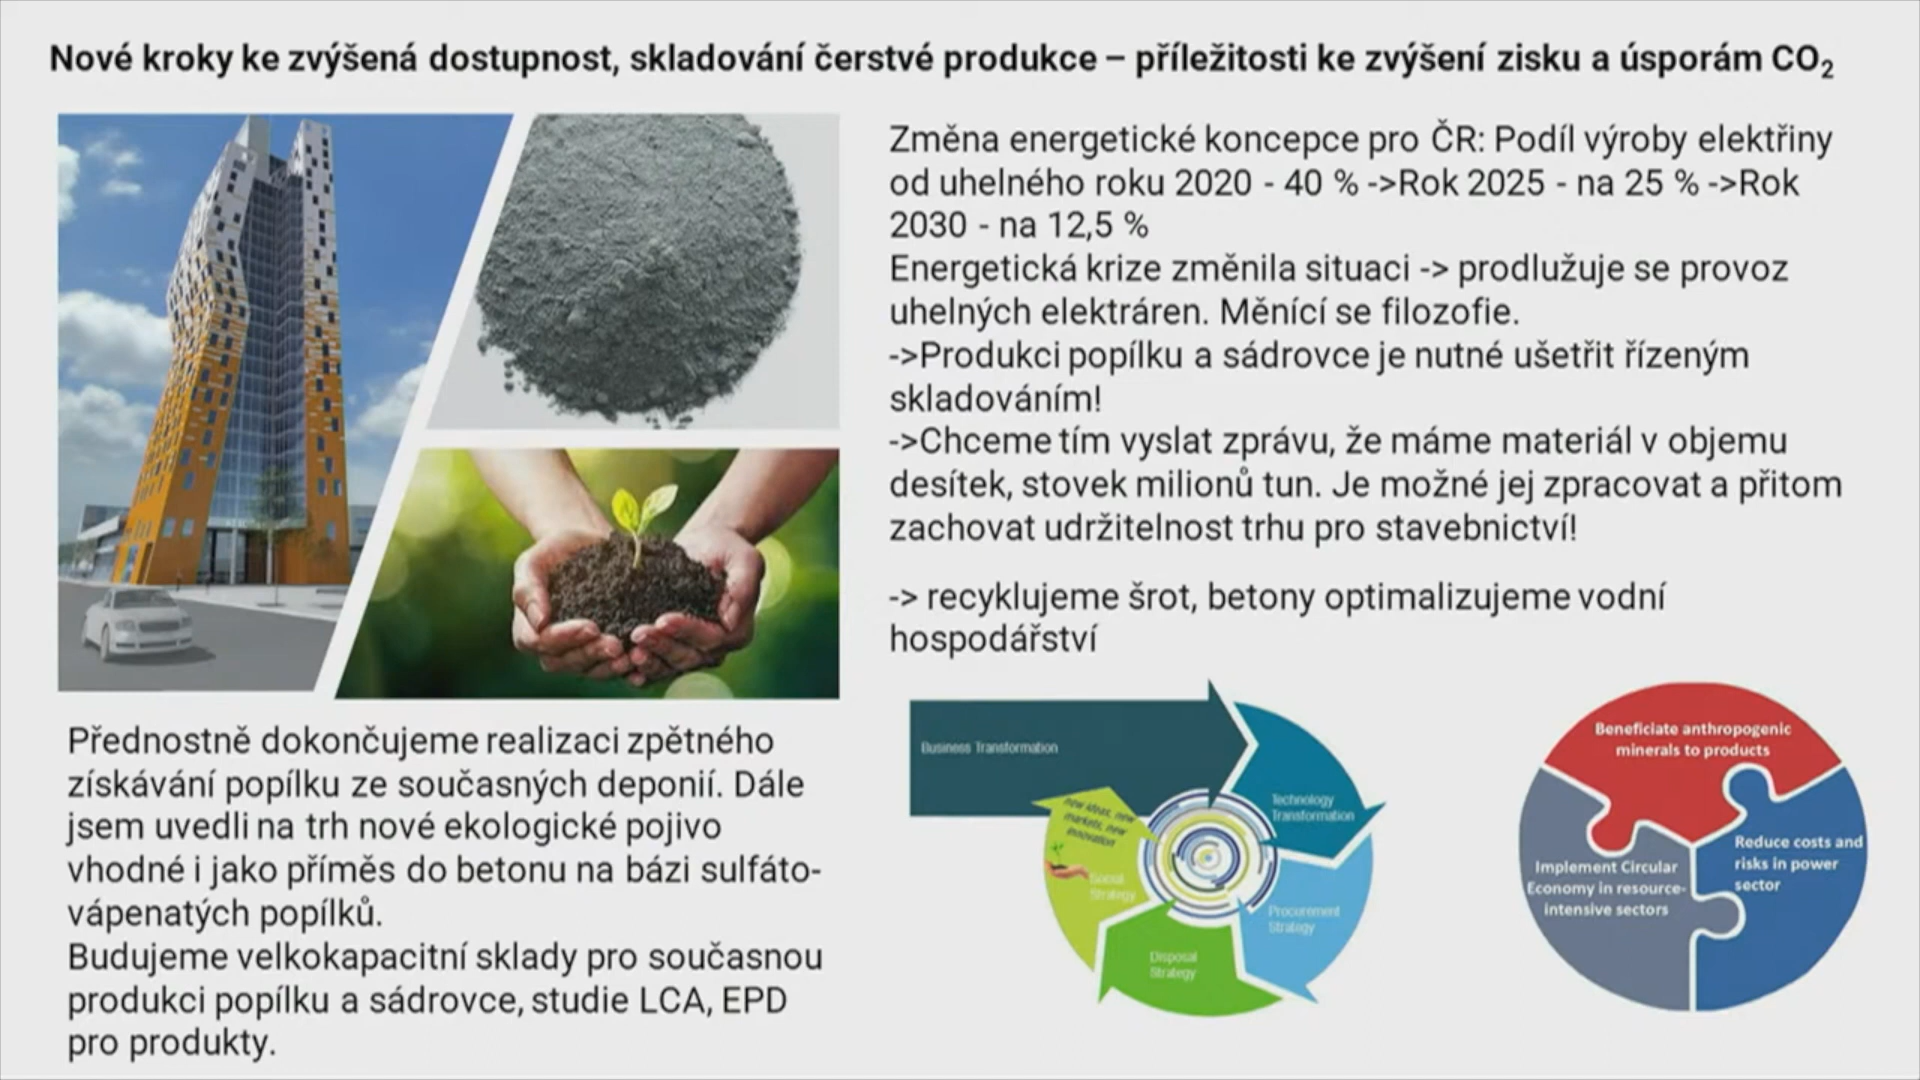 Nové kroky ke zvýšená dostupnost, skladování čerstvé produkce – příležitosti ke zvýšení zisku a úsporám CO₂
Změna energetické koncepce pro ČR: Podíl výroby elektřiny
od uhelného roku 2020 - 40 % ->Rok 2025 - na 25 % ->Rok
2030 - na 12,5 %
Energetická krize změnila situaci -> prodlužuje se provoz
uhelných elektráren. Měnící se filozofie.
->Produkci popílku a sádrovce je nutné ušetřit řízeným
skladováním!
->Chceme tím vyslat zprávu, že máme materiál v objemu
desítek, stovek milionů tun. Je možné jej zpracovat a přitom
zachovat udržitelnost trhu pro stavebnictví!
-> recyklujeme šrot, betony optimalizujeme vodní
hospodářství
Přednostně dokončujeme realizaci zpětného
získávání popílku ze současných deponií. Dále
jsem uvedli na trh nové ekologické pojivo
vhodné i jako příměs do betonu na bázi sulfáto-
vápenatých popílků.
Budujeme velkokapacitní sklady pro současnou
produkci popílku a sádrovce, studie LCA, EPD
pro produkty.
Business Transformation
Technology
Transformation
Procurement
Strategy
Disposal
Strategy
Social
Strategy
new ideas, new
markets, new
innovation
Beneficiate anthropogenic
minerals to products
Reduce costs and
risks in power
sector
Implement Circular
Economy in resource-
intensive sectors